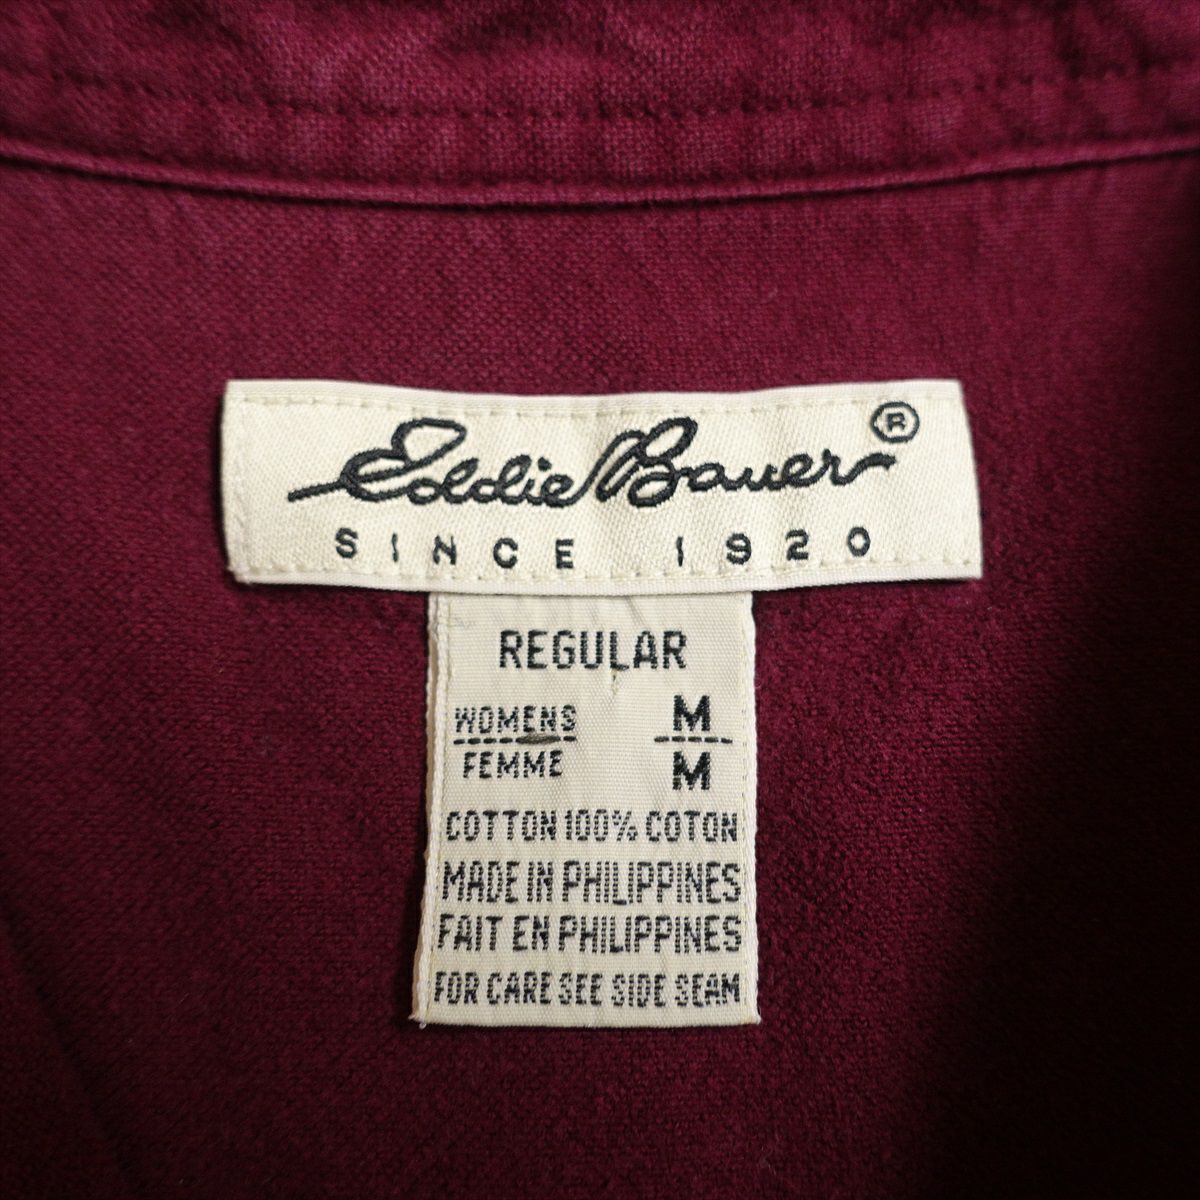 Eddie Bauer ®
SINCE 1920
REGULAR
WOMENS M
FEMME M
COTTON 100% COTON
MADE IN PHILIPPINES
FAIT EN PHILIPPINES
FOR CARE SEE SIDE SEAM